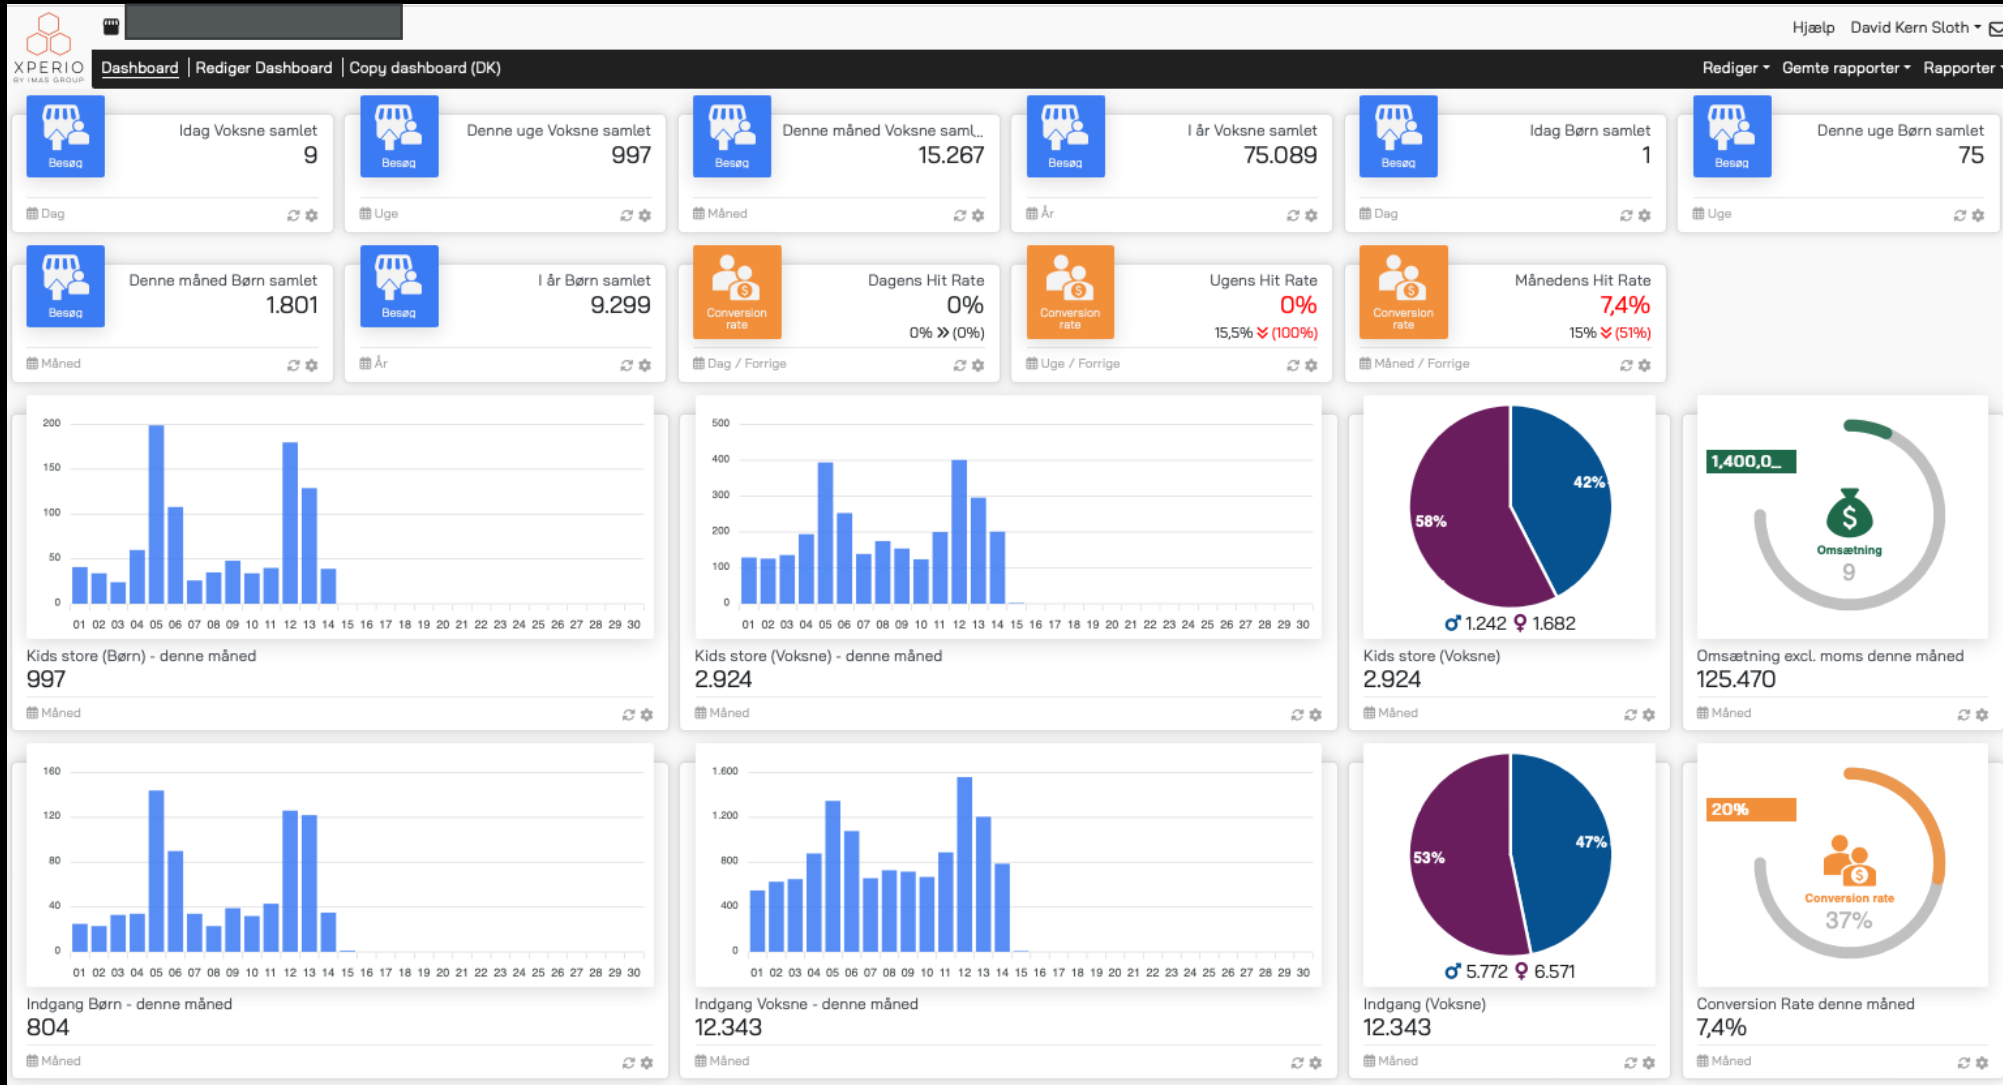 Hjælp David Kern Sloth
XPERIO
BY IMAS GROUP
Dashboard | Rediger Dashboard | Copy dashboard (DK)
Rediger Gemte rapporter Rapporter
Besøg
Idag Voksne samlet
9
Dag
Besøg
Denne uge Voksne samlet
997
Uge
Besøg
Denne måned Voksne saml...
15.267
Måned
Besøg
I år Voksne samlet
75.089
År
Besøg
Idag Børn samlet
1
Dag
Besøg
Denne uge Børn samlet
75
Uge
Besøg
Denne måned Børn samlet
1.801
Måned
Besøg
I år Børn samlet
9.299
År
Conversion
rate
Dagens Hit Rate
0%
0% (0%)
Dag / Forrige
Conversion
rate
Ugens Hit Rate
0%
15,5% (100%)
Uge / Forrige
Conversion
rate
Månedens Hit Rate
7,4%
15% (51%)
Måned / Forrige
200
150
100
50
0
01 02 03 04 05 06 07 08 09 10 11 12 13 14 15 16 17 18 19 20 21 22 23 24 25 26 27 28 29 30
Kids store (Børn) - denne måned
997
Måned
500
400
300
200
100
0
01 02 03 04 05 06 07 08 09 10 11 12 13 14 15 16 17 18 19 20 21 22 23 24 25 26 27 28 29 30
Kids store (Voksne) - denne måned
2.924
Måned
42%
58%
♂ 1.242 ♀ 1.682
Kids store (Voksne)
2.924
Måned
1,400,0_
$
Omsætning
9
Omsætning excl. moms denne måned
125.470
Måned
160
120
80
40
0
01 02 03 04 05 06 07 08 09 10 11 12 13 14 15 16 17 18 19 20 21 22 23 24 25 26 27 28 29 30
Indgang Børn - denne måned
804
Måned
1.600
1.200
800
400
0
01 02 03 04 05 06 07 08 09 10 11 12 13 14 15 16 17 18 19 20 21 22 23 24 25 26 27 28 29 30
Indgang Voksne - denne måned
12.343
Måned
47%
53%
♂ 5.772 ♀ 6.571
Indgang (Voksne)
12.343
Måned
20%
Conversion rate
37%
Conversion Rate denne måned
7,4%
Måned